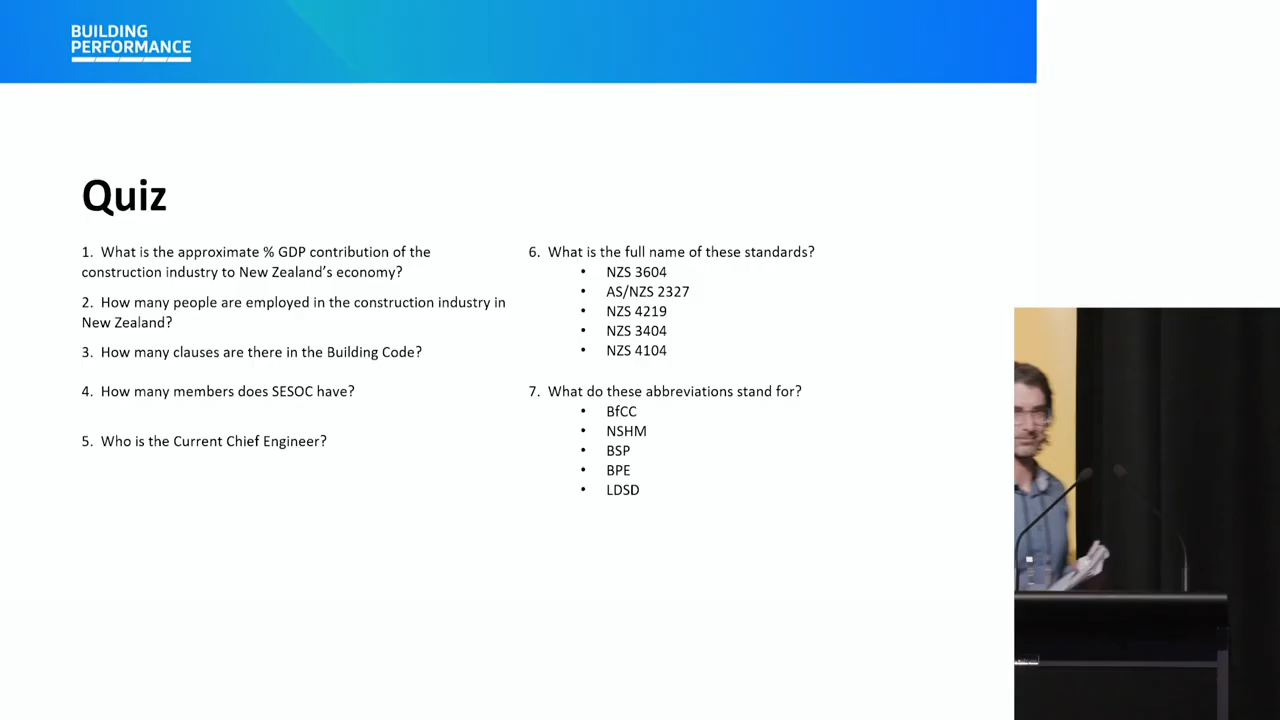 BUILDING
PERFORMANCE
Quiz
1. What is the approximate % GDP contribution of the
construction industry to New Zealand's economy?
2. How many people are employed in the construction industry in
New Zealand?
3. How many clauses are there in the Building Code?
4. How many members does SESOC have?
5. Who is the Current Chief Engineer?
6. What is the full name of these standards?
• NZS 3604
• AS/NZS 2327
• NZS 4219
• NZS 3404
• NZS 4104
7. What do these abbreviations stand for?
• BfCC
• NSHM
• BSP
• BPE
• LDSD